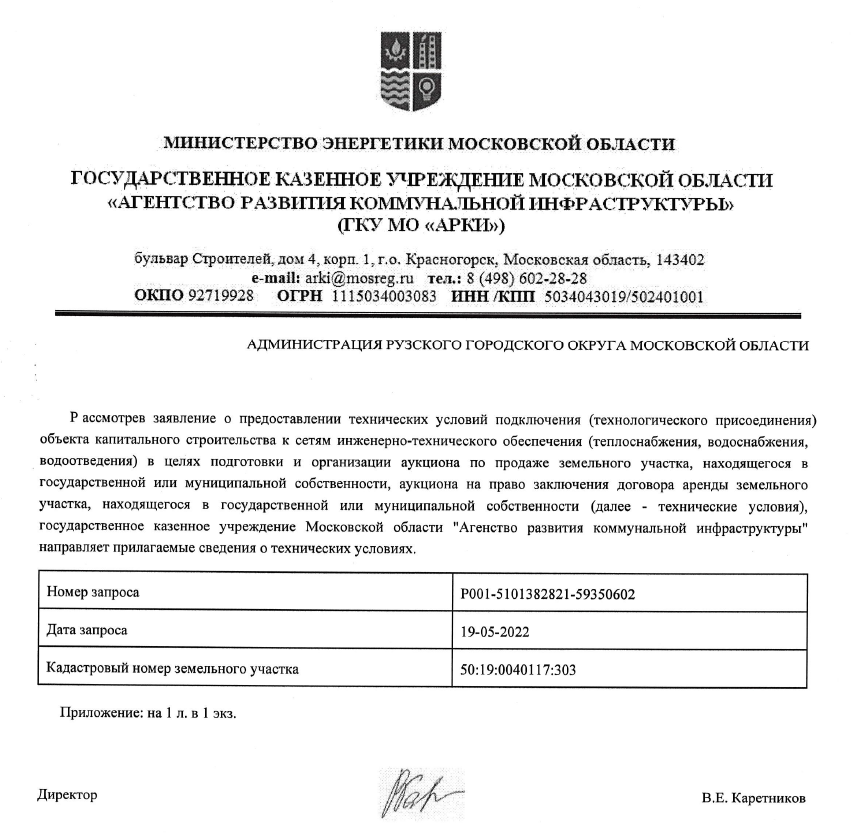 МИНИСТЕРСТВО ЭНЕРГЕТИКИ МОСКОВСКОЙ ОБЛАСТИ
ГОСУДАРСТВЕННОЕ КАЗЕННОЕ УЧРЕЖДЕНИЕ МОСКОВСКОЙ ОБЛАСТИ
«АГЕНТСТВО РАЗВИТИЯ КОММУНАЛЬНОЙ ИНФРАСТРУКТУРЫ»
(ГКУ МО «АРКИ»)
бульвар Строителей, дом 4, корп. 1, г.о. Красногорск, Московская область, 143402
e-mail: arki@mosreg.ru тел.: 8 (498) 602-28-28
ОКПО 92719928 ОГРН 1115034003083 ИНН /КПП 5034043019/502401001
АДМИНИСТРАЦИЯ РУЗСКОГО ГОРОДСКОГО ОКРУГА МОСКОВСКОЙ ОБЛАСТИ
Р ассмотрев заявление о предоставлении технических условий подключения (технологического присоединения)
объекта капитального строительства к сетям инженерно-технического обеспечения (теплоснабжения, водоснабжения,
водоотведения) в целях подготовки и организации аукциона по продаже земельного участка, находящегося в
государственной или муниципальной собственности, аукциона на право заключения договора аренды земельного
участка, находящегося в государственной или муниципальной собственности (далее - технические условия),
государственное казенное учреждение Московской области "Агенство развития коммунальной инфраструктуры"
направляет прилагаемые сведения о технических условиях.
Номер запроса P001-5101382821-59350602
Дата запроса 19-05-2022
Кадастровый номер земельного участка 50:19:0040117:303
Приложение: на 1 л. в 1 экз.
Директор В.Е. Каретников